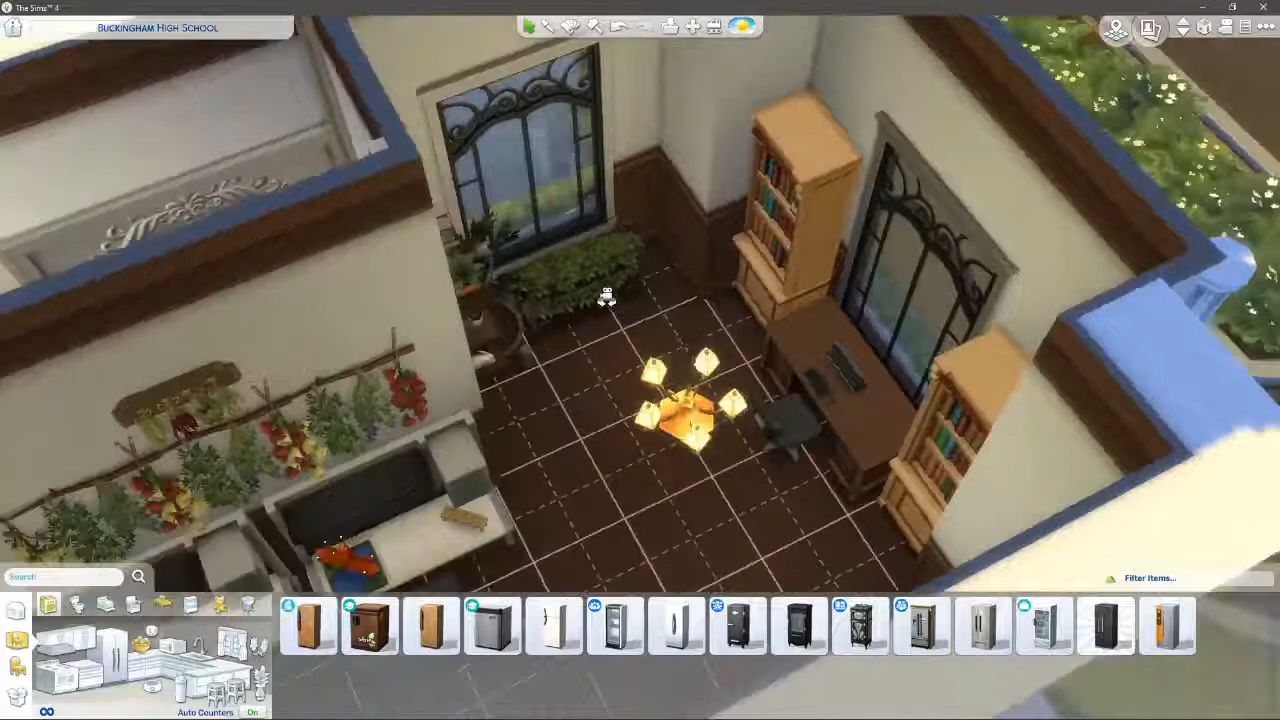 The Sims™ 4
Buckingham High School
Search
Filter Items...
Auto Counters
On